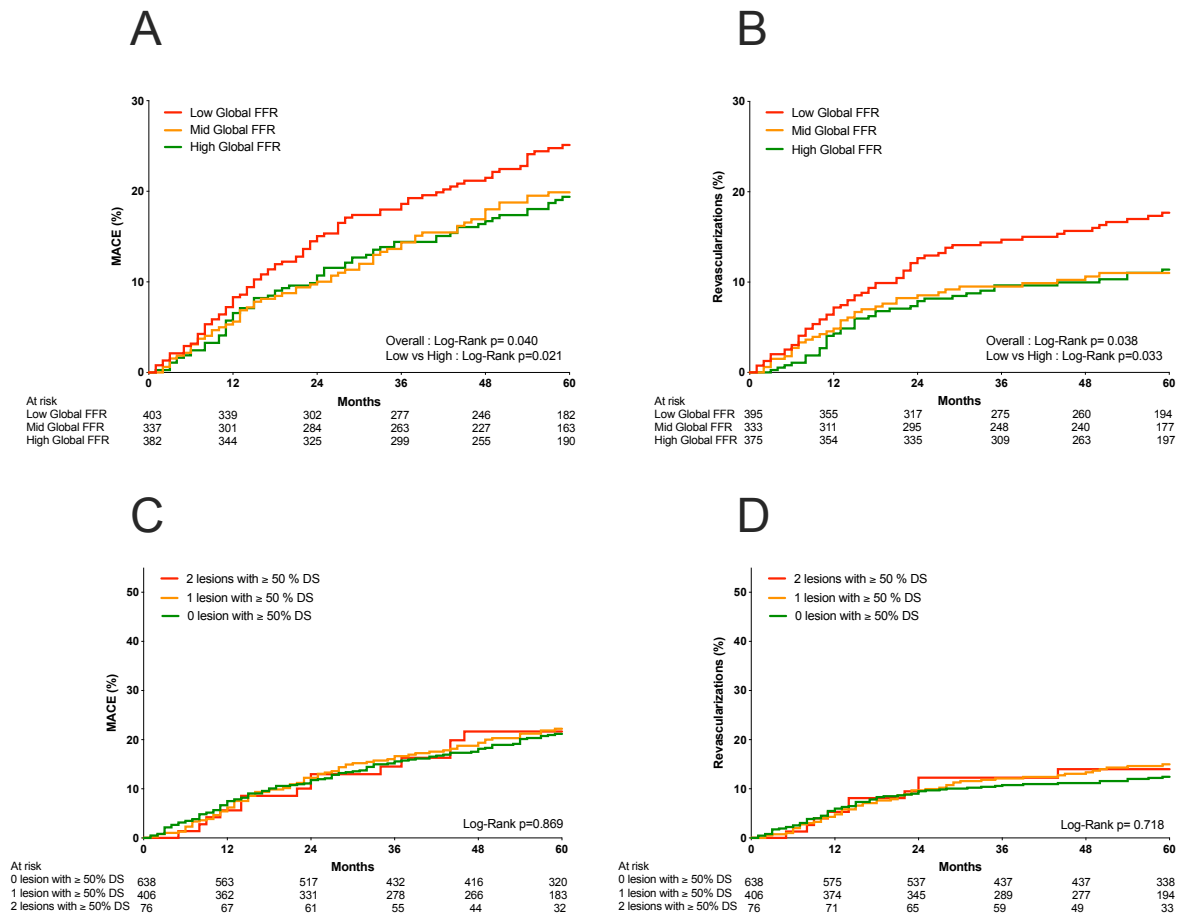 A
30
20
10
0
MACE (%)
Low Global FFR
Mid Global FFR
High Global FFR
Overall : Log-Rank p= 0.040
Low vs High : Log-Rank p=0.021
0 12 24 36 48 60
Months
At risk
Low Global FFR 403 339 302 277 246 182
Mid Global FFR 337 301 284 263 227 163
High Global FFR 382 344 325 299 255 190
B
30
20
10
0
Revascularizations (%)
Low Global FFR
Mid Global FFR
High Global FFR
Overall : Log-Rank p= 0.038
Low vs High : Log-Rank p=0.033
0 12 24 36 48 60
Months
At risk
Low Global FFR 395 355 317 275 260 194
Mid Global FFR 333 311 295 248 240 177
High Global FFR 375 354 335 309 263 197
C
50
40
30
20
10
0
MACE (%)
2 lesions with ≥ 50 % DS
1 lesion with ≥ 50 % DS
0 lesion with ≥ 50% DS
Log-Rank p=0.869
0 12 24 36 48 60
Months
At risk
0 lesion with ≥ 50% DS 638 563 517 432 416 320
1 lesion with ≥ 50% DS 406 362 331 278 266 183
2 lesions with ≥ 50% DS 76 67 61 55 44 32
D
50
40
30
20
10
0
Revascularizations (%)
2 lesions with ≥ 50 % DS
1 lesion with ≥ 50 % DS
0 lesion with ≥ 50% DS
Log-Rank p= 0.718
0 12 24 36 48 60
Months
At risk
0 lesion with ≥ 50% DS 638 575 537 437 437 338
1 lesion with ≥ 50% DS 406 374 345 289 277 194
2 lesions with ≥ 50% DS 76 71 65 59 49 33